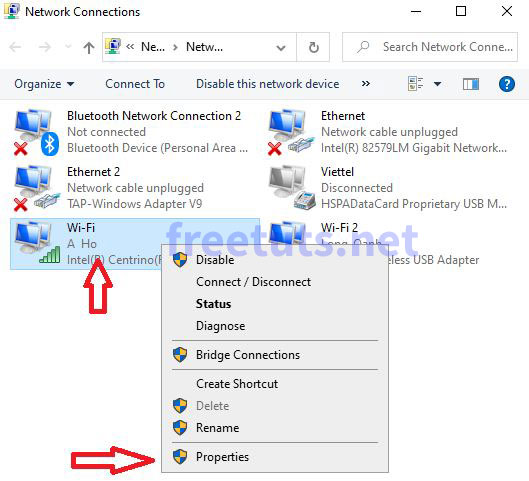 Network Connections
Ne...
Netw...
Search Network Conne...
Organize
Connect To
Disable this network device
»
Bluetooth Network Connection 2
Not connected
Bluetooth Device (Personal Area ...
Ethernet
Network cable unplugged
Intel(R) 82579LM Gigabit Network...
Ethernet 2
Network cable unplugged
TAP-Windows Adapter V9
Viettel
Disconnected
HSPADataCard Proprietary USB M...
Wi-Fi
A Ho
Intel(R) Centrino(R
Wi-Fi 2
Long Oanh
eless USB Adapter
freetuts.net
Disable
Connect / Disconnect
Status
Diagnose
Bridge Connections
Create Shortcut
Delete
Rename
Properties